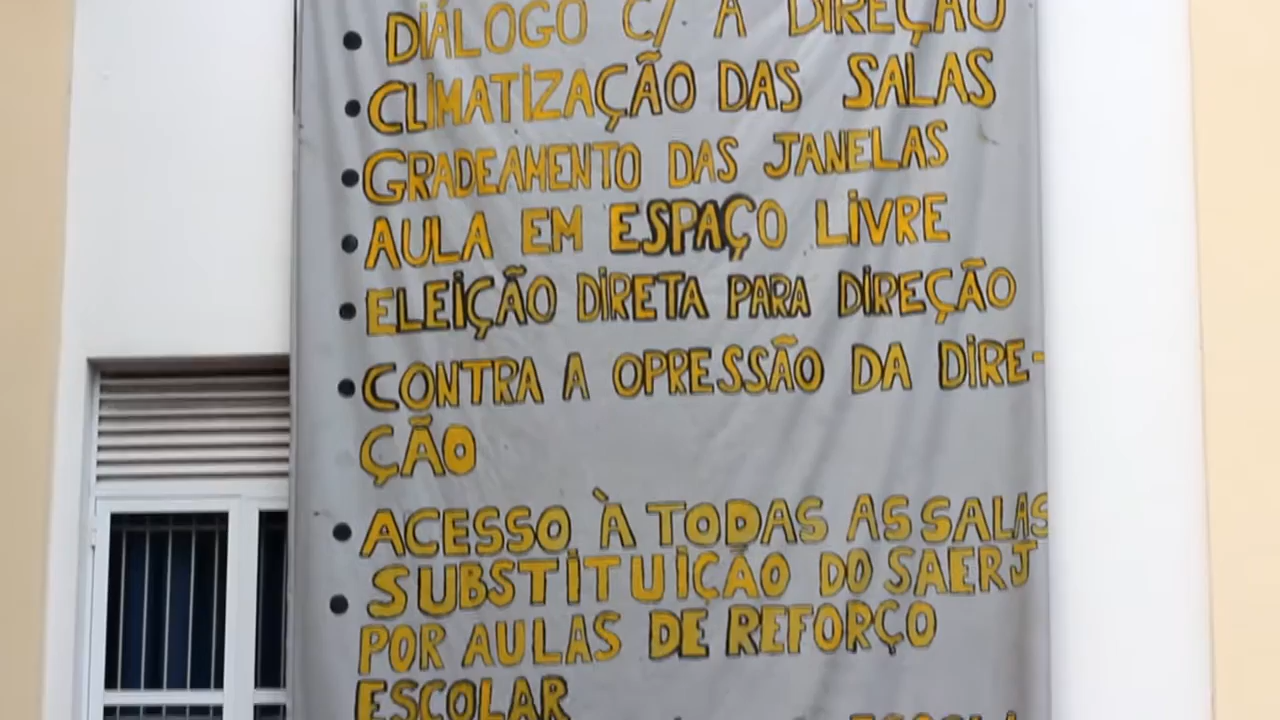 • DIÁLOGO C/ A DIREÇÃO
• CLIMATIZAÇÃO DAS SALAS
• GRADEAMENTO DAS JANELAS
• AULA EM ESPAÇO LIVRE
• ELEIÇÃO DIRETA PARA DIREÇÃO
• CONTRA A OPRESSÃO DA DIRE-
ÇÃO
• ACESSO À TODAS AS SALAS
• SUBSTITUIÇÃO DO SAERJ
POR AULAS DE REFORÇO
ESCOLAR